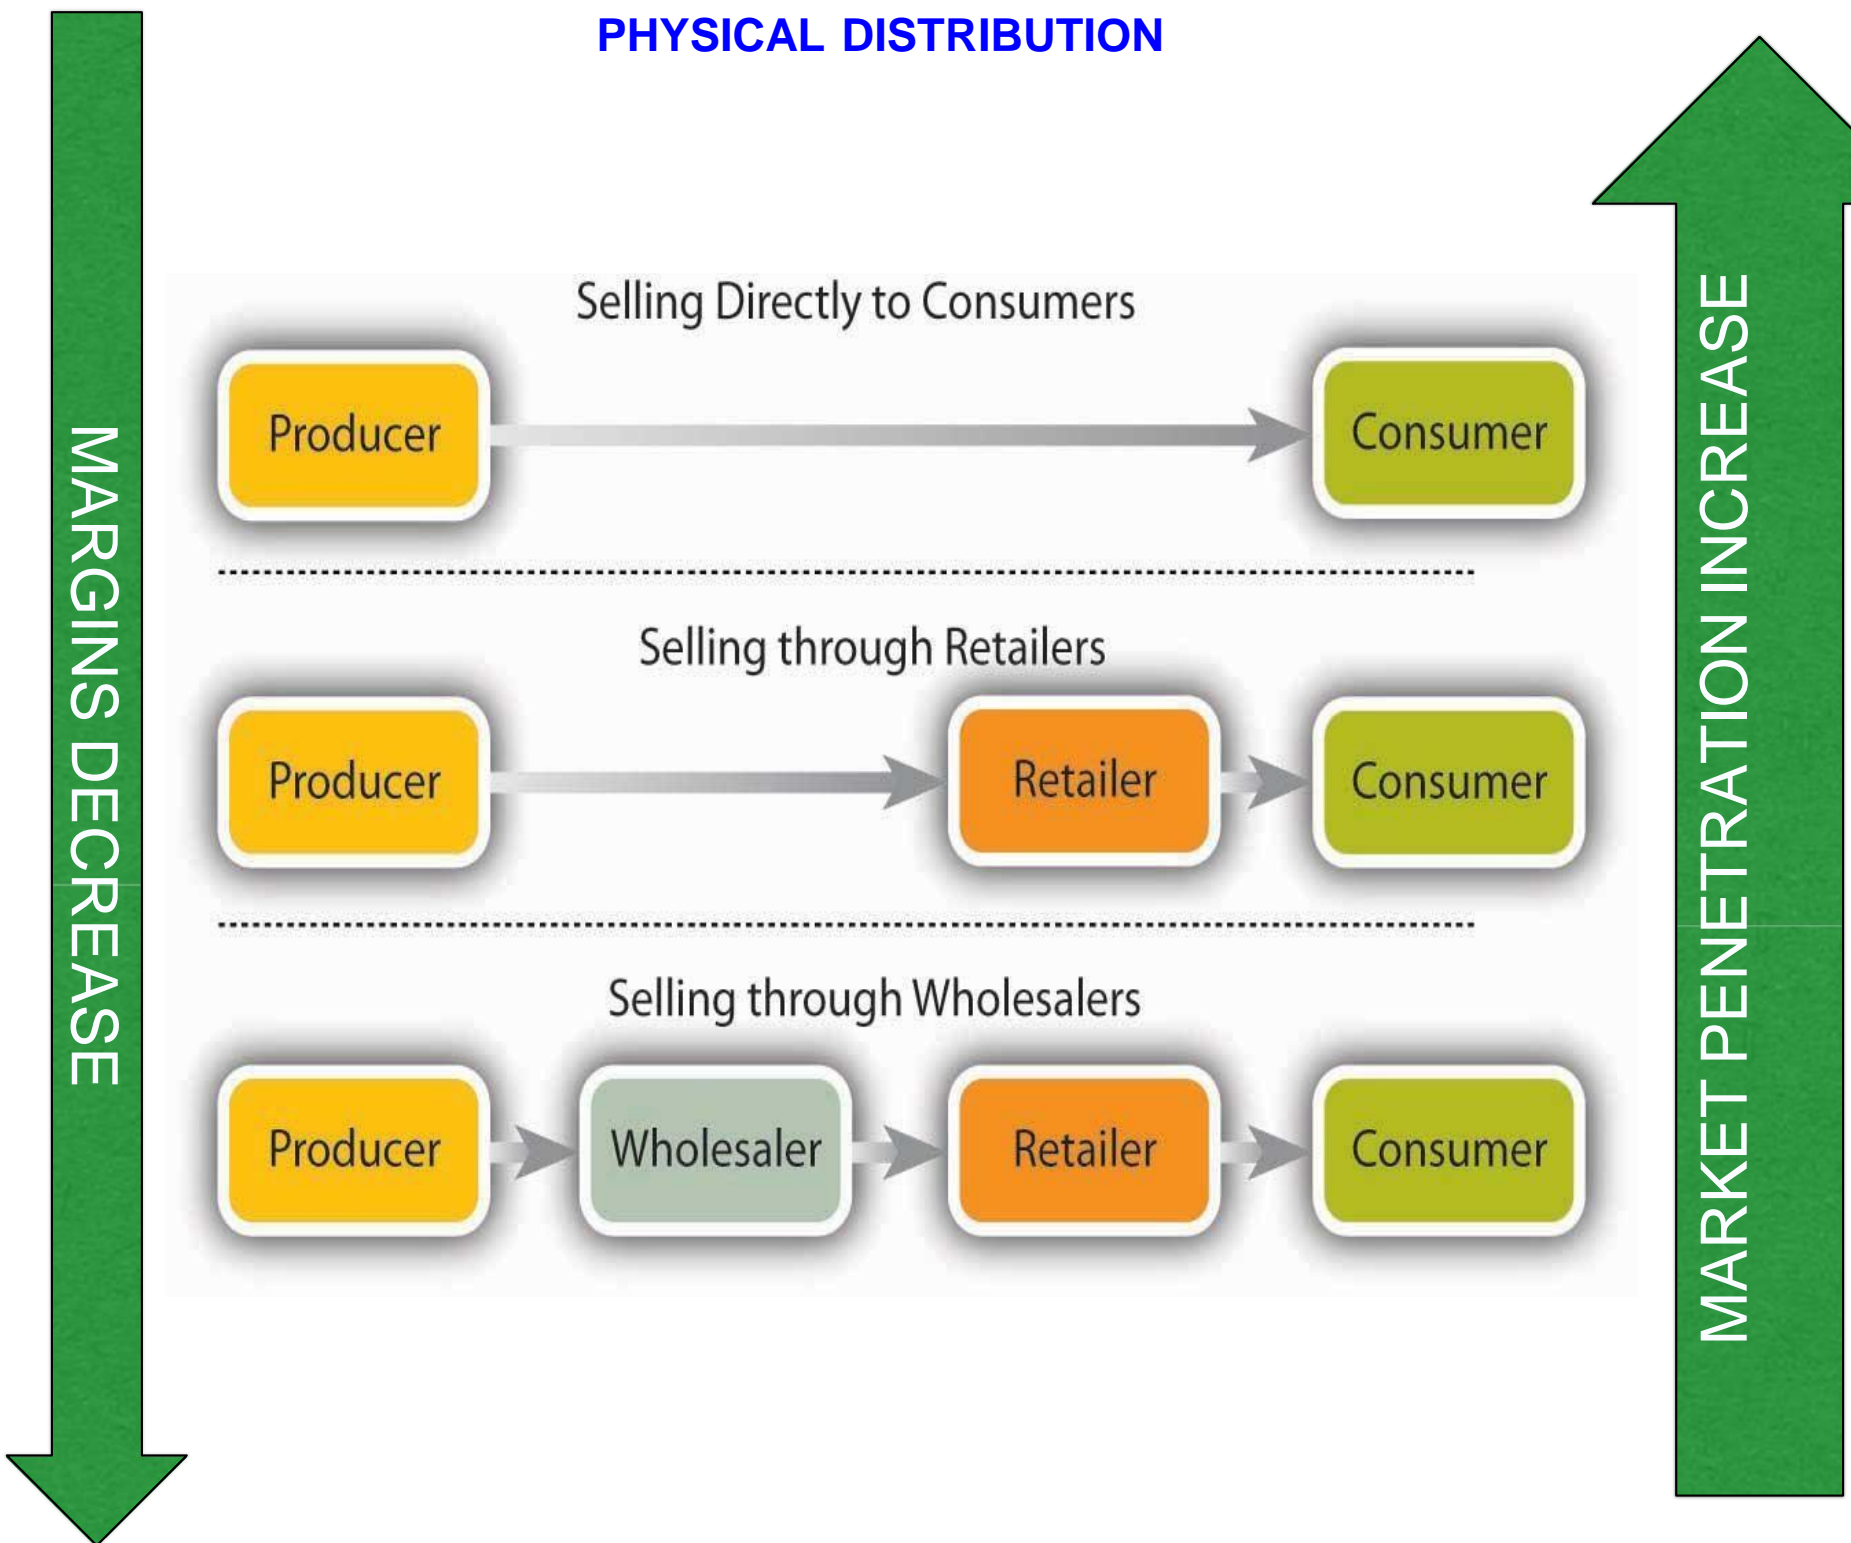 PHYSICAL DISTRIBUTION
MARGINS DECREASE
Selling Directly to Consumers
Producer
Consumer
Selling through Retailers
Producer
Retailer
Consumer
Selling through Wholesalers
Producer
Wholesaler
Retailer
Consumer
MARKET PENETRATION INCREASE